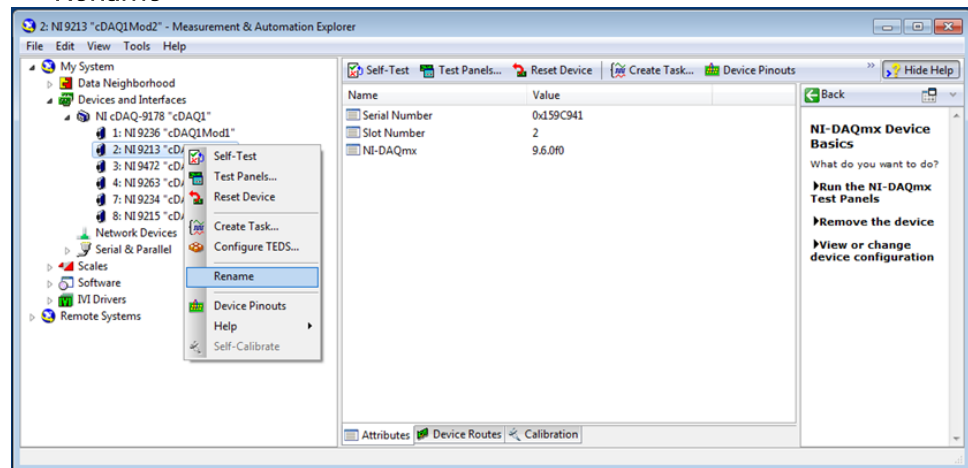 2: NI 9213 "cDAQ1Mod2" - Measurement & Automation Explorer
File Edit View Tools Help
My System
Data Neighborhood
Devices and Interfaces
NI cDAQ-9178 "cDAQ1"
1: NI 9236 "cDAQ1Mod1"
2: NI 9213 "cDA
3: NI 9472 "cDA
4: NI 9263 "cDA
7: NI 9234 "cDA
8: NI 9215 "cDA
Network Devices
Serial & Parallel
Scales
Software
IVI Drivers
Remote Systems
Self-Test
Test Panels...
Reset Device
Create Task...
Configure TEDS...
Rename
Device Pinouts
Help
Self-Calibrate
Self-Test Test Panels... Reset Device Create Task... Device Pinouts » Hide Help
Name Value
Serial Number 0x159C941
Slot Number 2
NI-DAQmx 9.6.0f0
Attributes Device Routes Calibration
Back
NI-DAQmx Device
Basics
What do you want to do?
Run the NI-DAQmx
Test Panels
Remove the device
View or change
device configuration